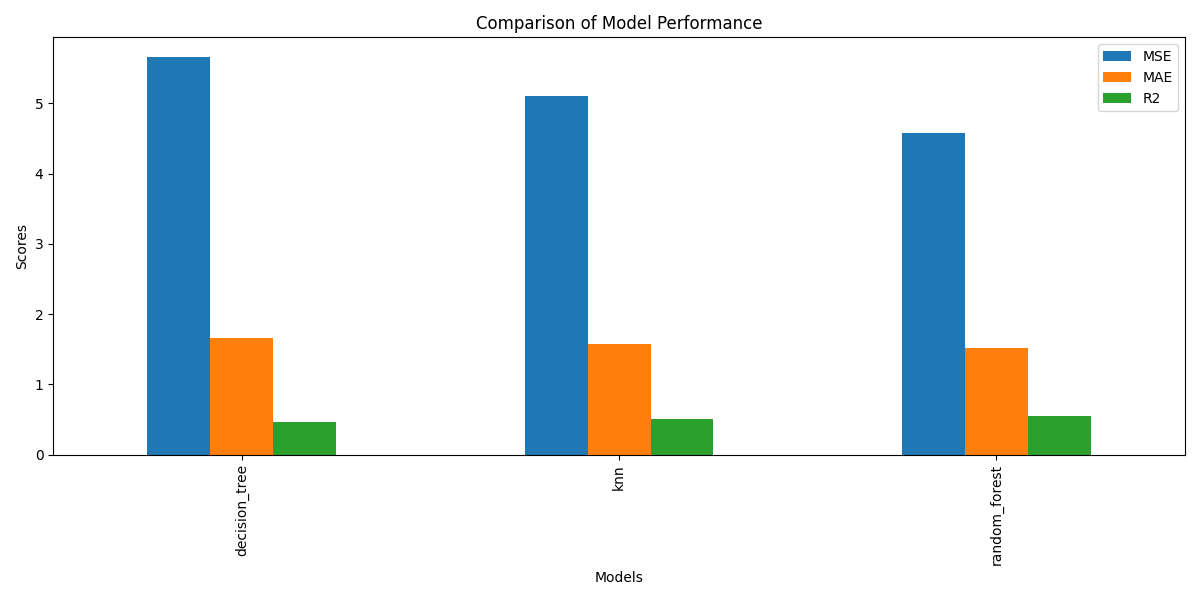 Comparison of Model Performance
MSE
MAE
R2
5
4
3
2
1
0
Scores
decision_tree
knn
random_forest
Models